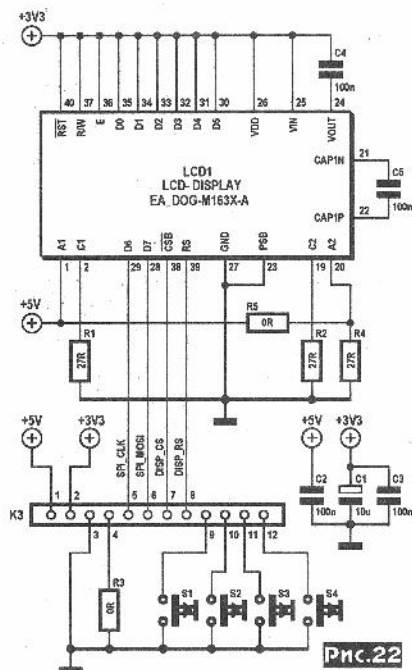 +3V3
C4
100n
40 37 36 35 34 33 32 31 30 26 25 24
RST R/W E D0 D1 D2 D3 D4 D5 VDD VIN VOUT
LCD1
LCD- DISPLAY
EA_DOG-M163X-A
CAP1N
21
CAP1P
22
C5
100n
A1 C1 D6 D7 CSB RS GND PSB C2 A2
1 2 29 28 38 39 27 23 19 20
+5V
R5
0R
R1
27R
R2
27R
R4
27R
+5V
+3V3
SPI_CLK
SPI_MOSI
DISP_CS
DISP_RS
+5V
+3V3
C2
100n
C1
10u
C3
100n
1 2 5 6 7 8
K3
3 4 9 10 11 12
R3
0R
S1 S2 S3 S4
Рис.22